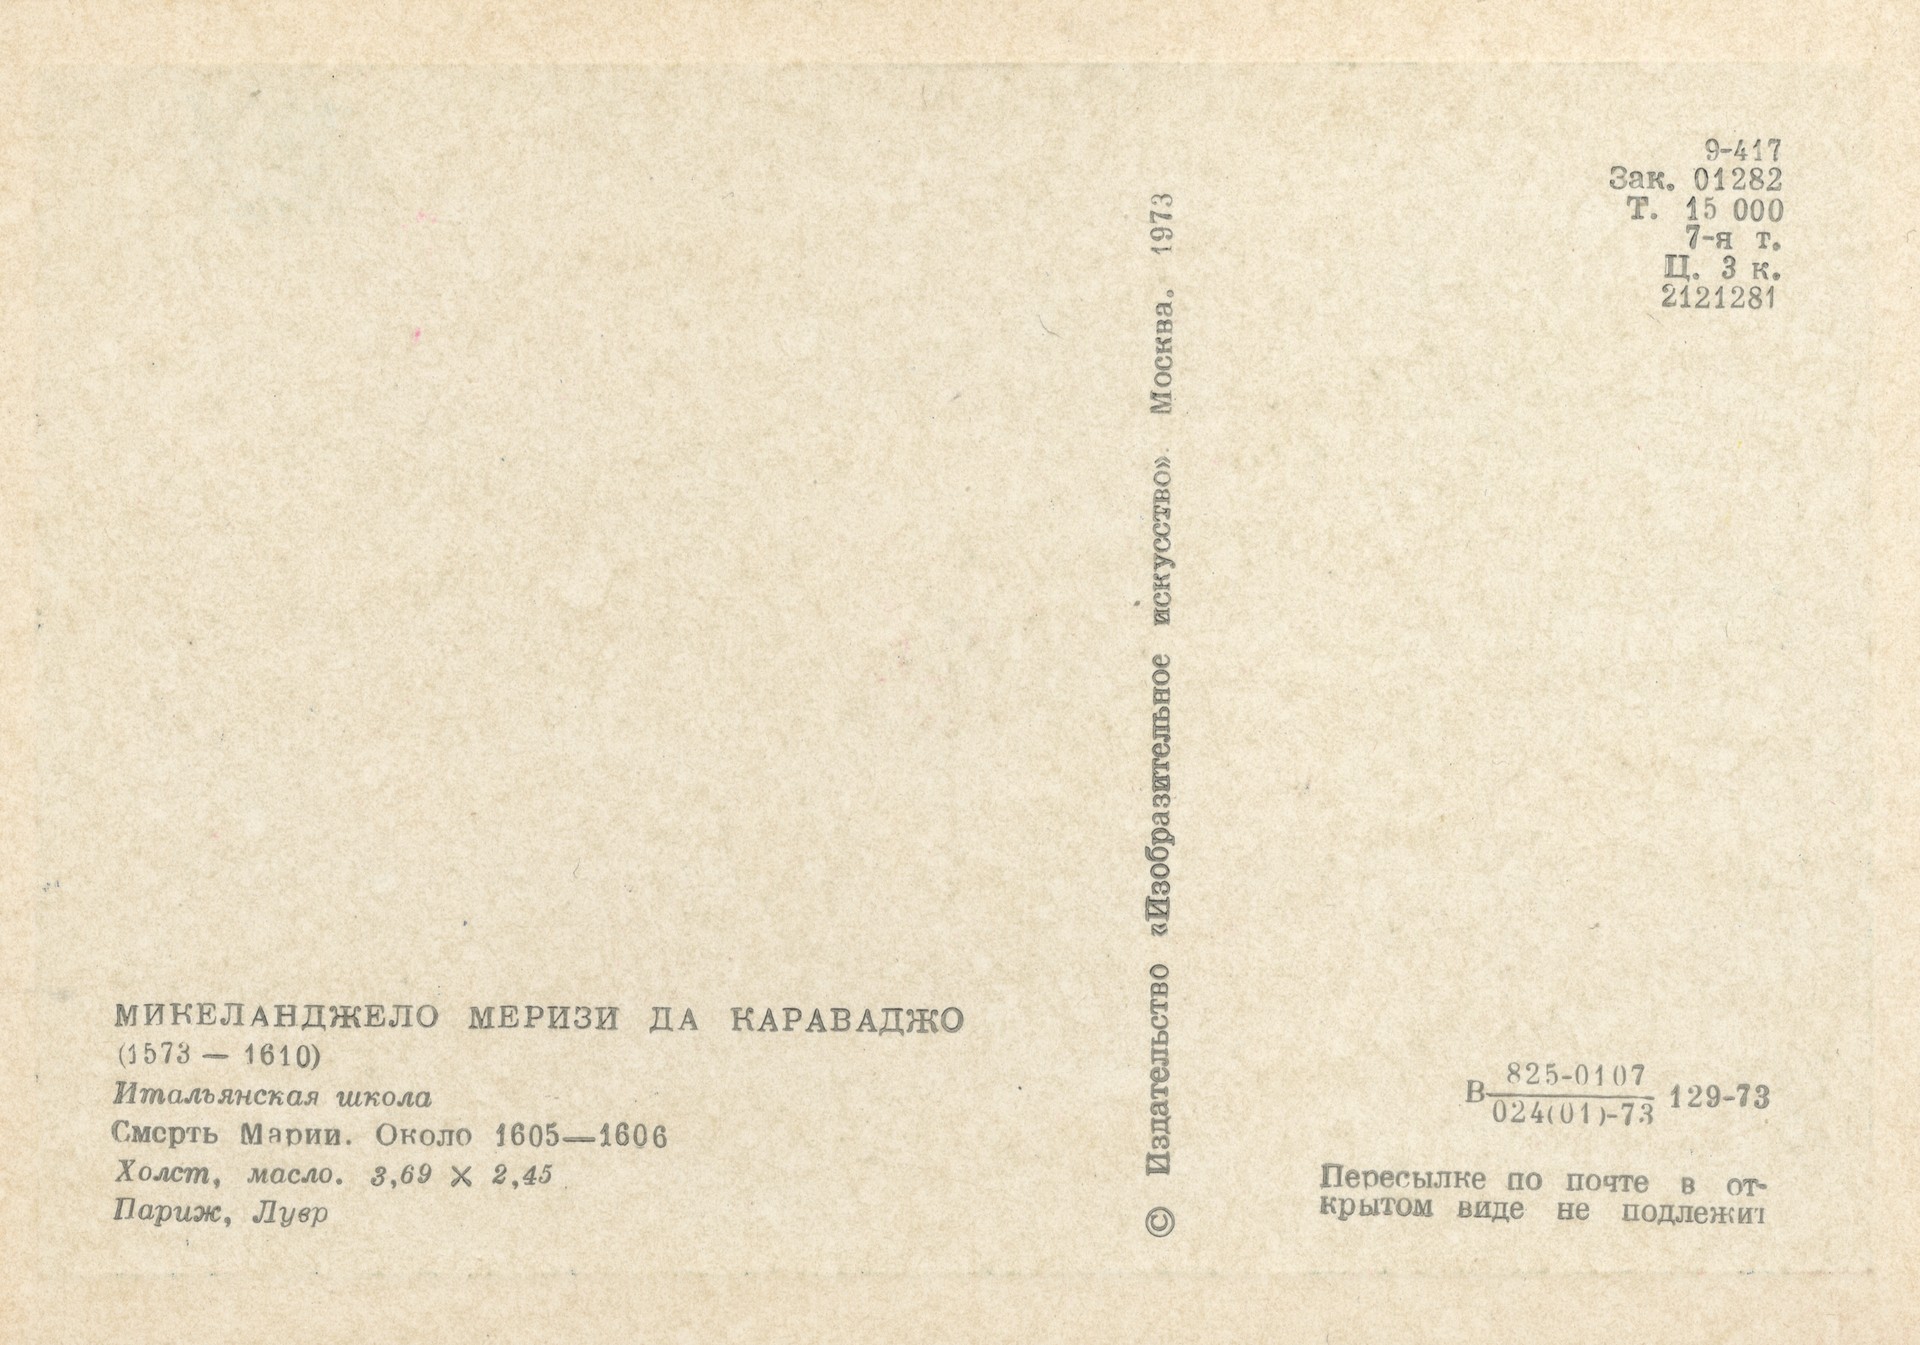 МИКЕЛАНДЖЕЛО МЕРИЗИ ДА КАРАВАДЖО
(1573 — 1610)
Итальянская школа
Смерть Марии. Около 1605—1606
Холст, масло. 3,69 × 2,45
Париж, Лувр
© Издательство «Изобразительное искусство». Москва. 1973
9-417
Зак. 01282
Т. 15 000
7-я т.
Ц. 3 к.
2121281
825-0107
В 129-73
024(01)-73
Пересылке по почте в от-
крытом виде не подлежит